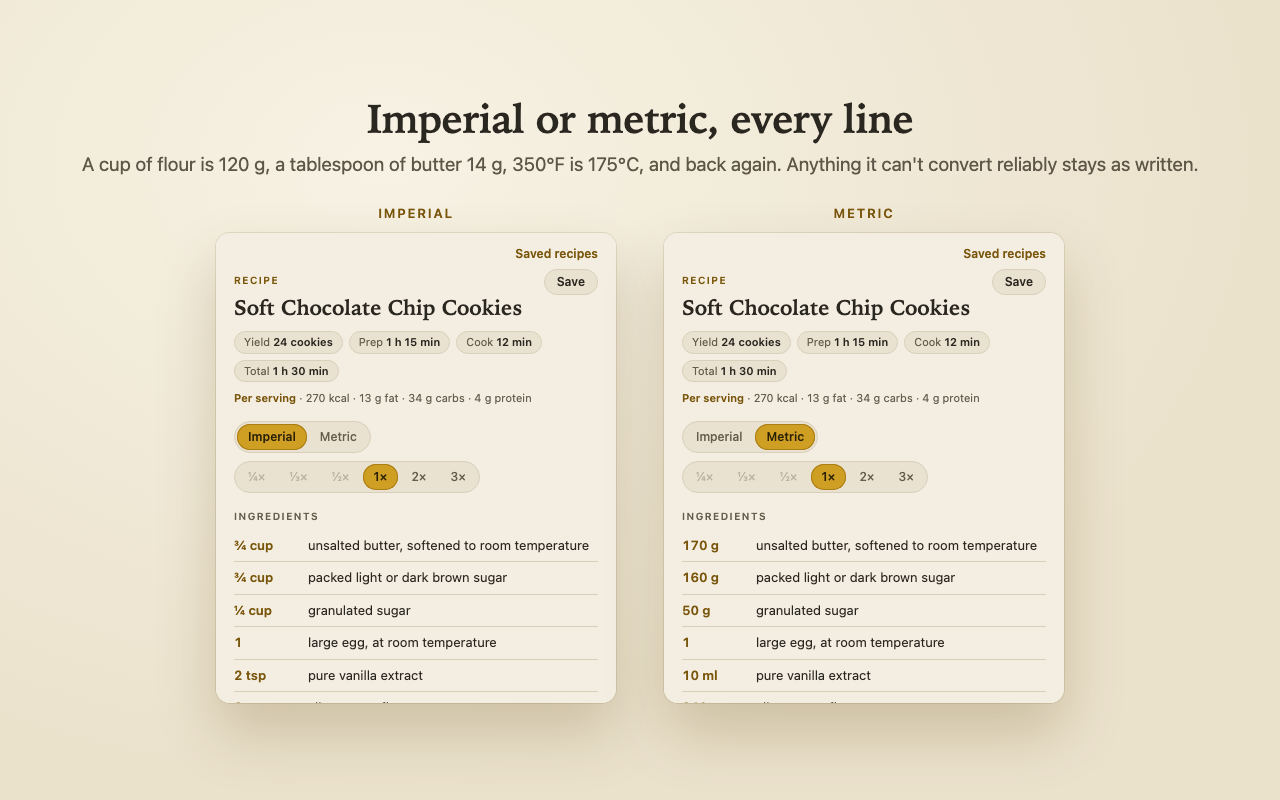 Imperial or metric, every line
A cup of flour is 120 g, a tablespoon of butter 14 g, 350°F is 175°C, and back again. Anything it can't convert reliably stays as written.
IMPERIAL
Saved recipes
RECIPE
Save
Soft Chocolate Chip Cookies
Yield 24 cookies
Prep 1 h 15 min
Cook 12 min
Total 1 h 30 min
Per serving · 270 kcal · 13 g fat · 34 g carbs · 4 g protein
Imperial Metric
¼× ⅓× ½× 1× 2× 3×
INGREDIENTS
¾ cup unsalted butter, softened to room temperature
¾ cup packed light or dark brown sugar
¼ cup granulated sugar
1 large egg, at room temperature
2 tsp pure vanilla extract
METRIC
Saved recipes
RECIPE
Save
Soft Chocolate Chip Cookies
Yield 24 cookies
Prep 1 h 15 min
Cook 12 min
Total 1 h 30 min
Per serving · 270 kcal · 13 g fat · 34 g carbs · 4 g protein
Imperial Metric
¼× ⅓× ½× 1× 2× 3×
INGREDIENTS
170 g unsalted butter, softened to room temperature
160 g packed light or dark brown sugar
50 g granulated sugar
1 large egg, at room temperature
10 ml pure vanilla extract